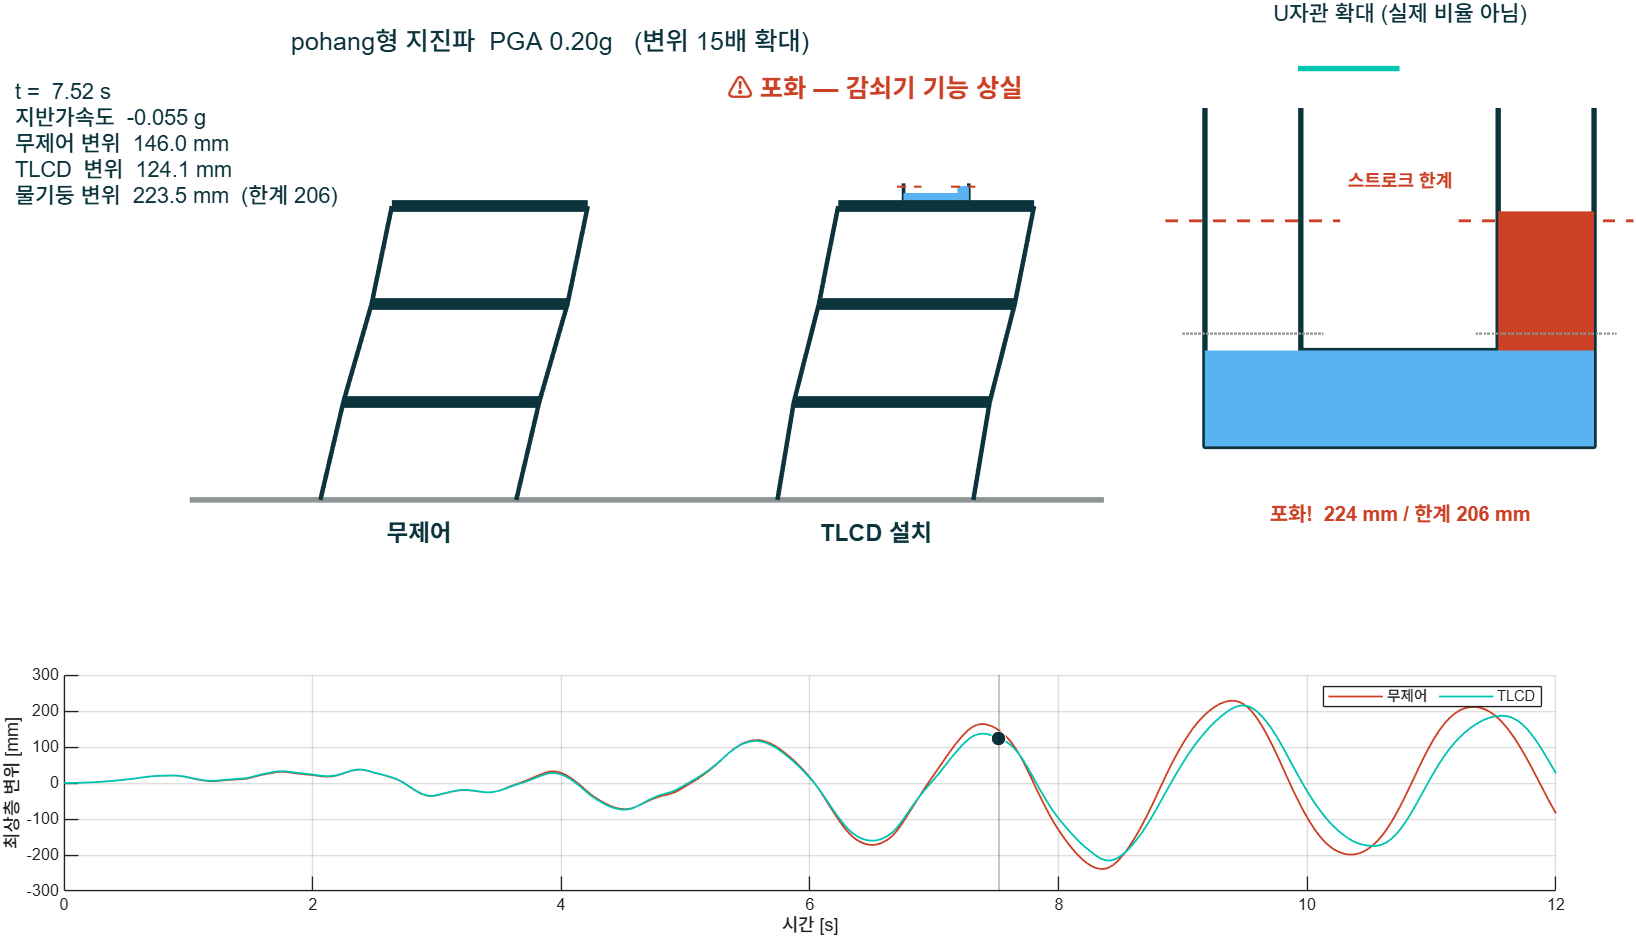 U자관 확대 (실제 비율 아님)
pohang형 지진파  PGA 0.20g   (변위 15배 확대)
⚠ 포화 — 감쇠기 기능 상실
t =  7.52 s
지반가속도  -0.055 g
무제어 변위  146.0 mm
TLCD  변위  124.1 mm
물기둥 변위  223.5 mm  (한계 206)
스트로크 한계
포화!  224 mm / 한계 206 mm
무제어
TLCD 설치
최상층 변위 [mm]
300
200
100
0
-100
-200
-300
무제어
TLCD
0
2
4
6
8
10
12
시간 [s]